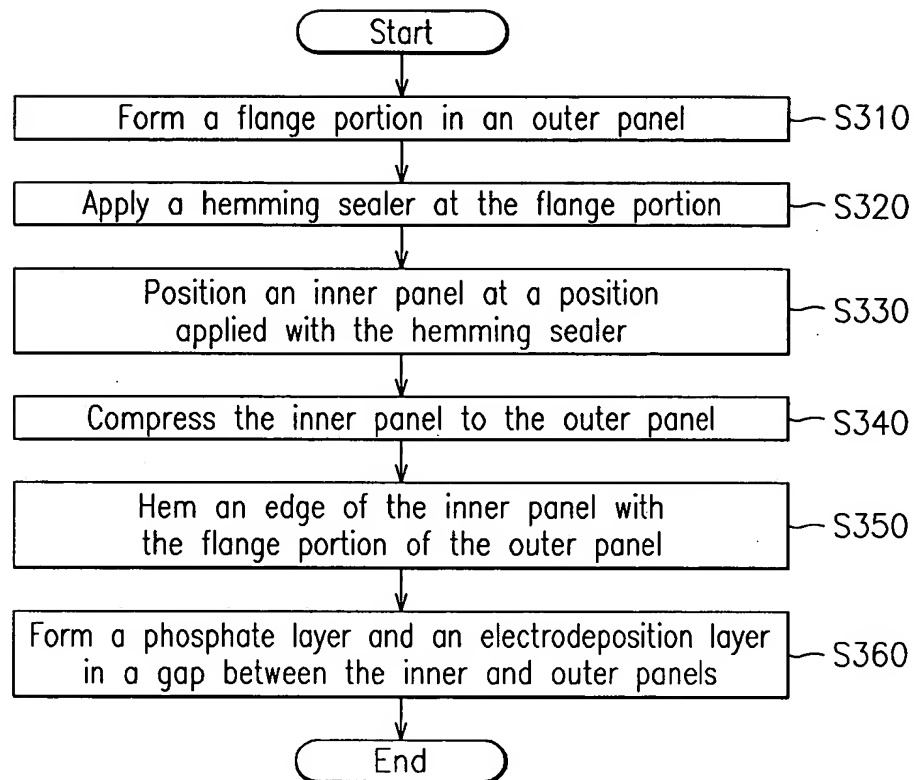 Start
Form a flange portion in an outer panel
S310
Apply a hemming sealer at the flange portion
S320
Position an inner panel at a position
applied with the hemming sealer
S330
Compress the inner panel to the outer panel
S340
Hem an edge of the inner panel with
the flange portion of the outer panel
S350
Form a phosphate layer and an electrodeposition layer
in a gap between the inner and outer panels
S360
End